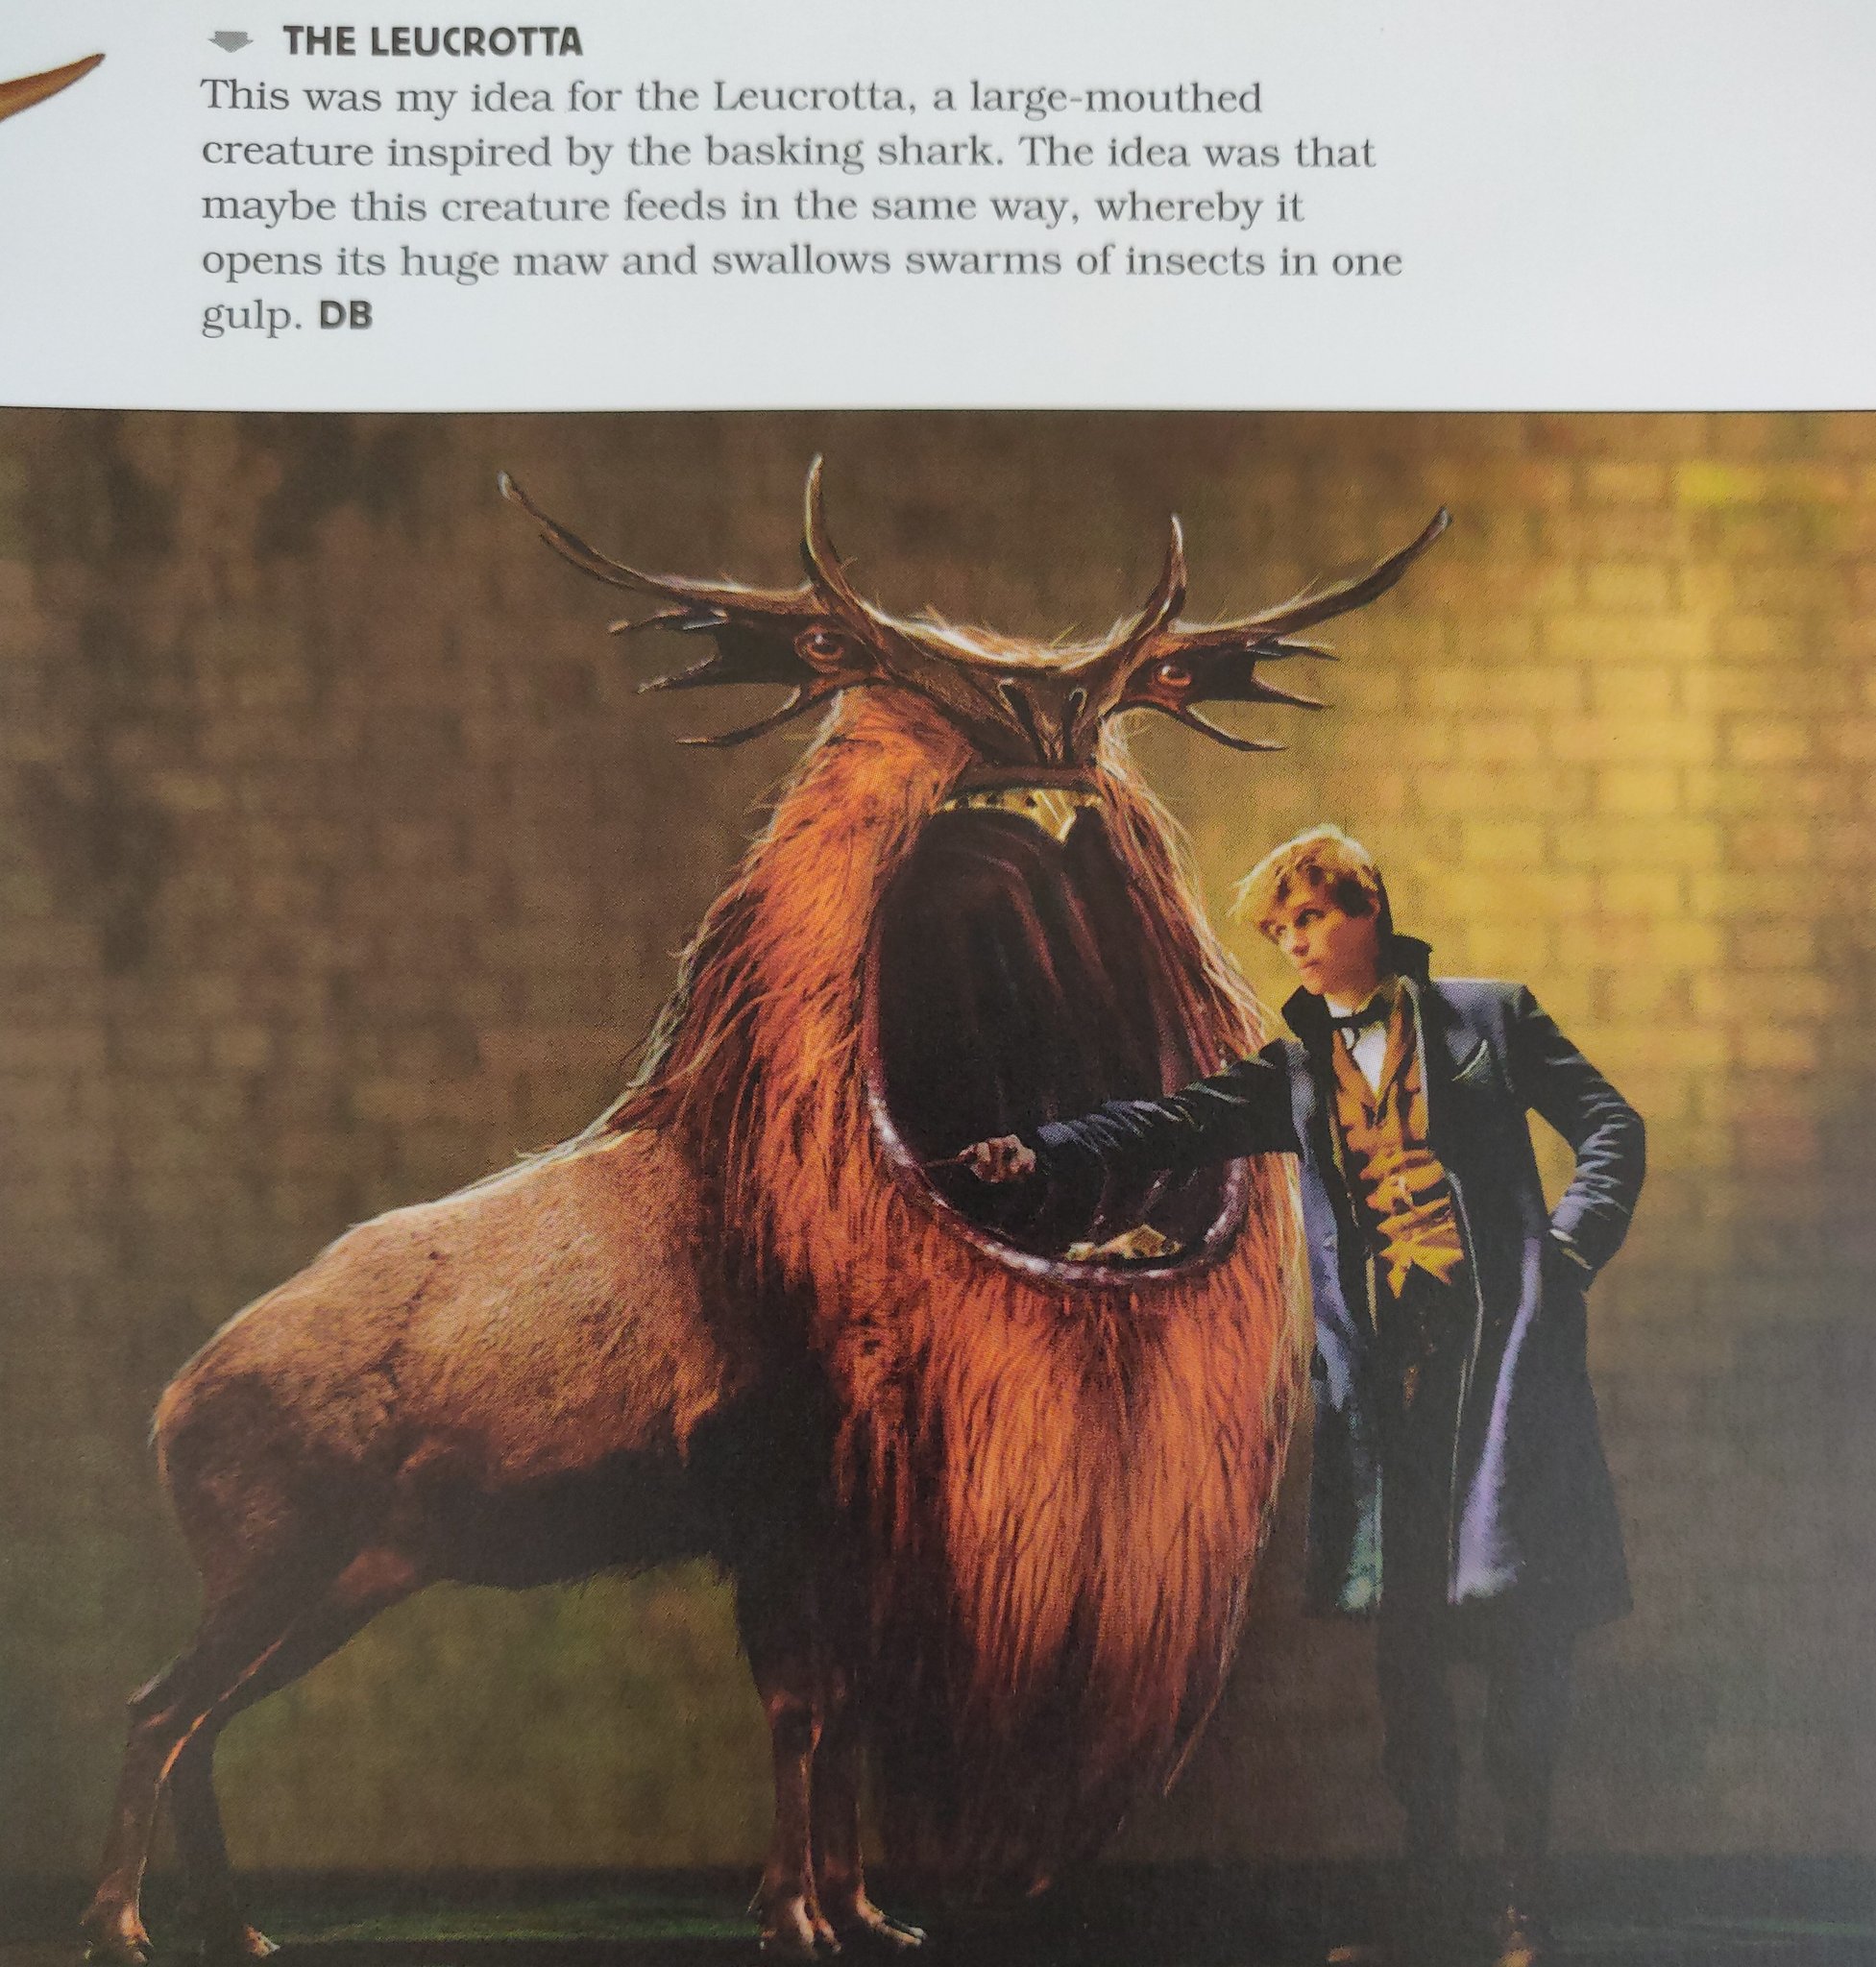 THE LEUCROTTA
This was my idea for the Leucrotta, a large-mouthed
creature inspired by the basking shark. The idea was that
maybe this creature feeds in the same way, whereby it
opens its huge maw and swallows swarms of insects in one
gulp. DB